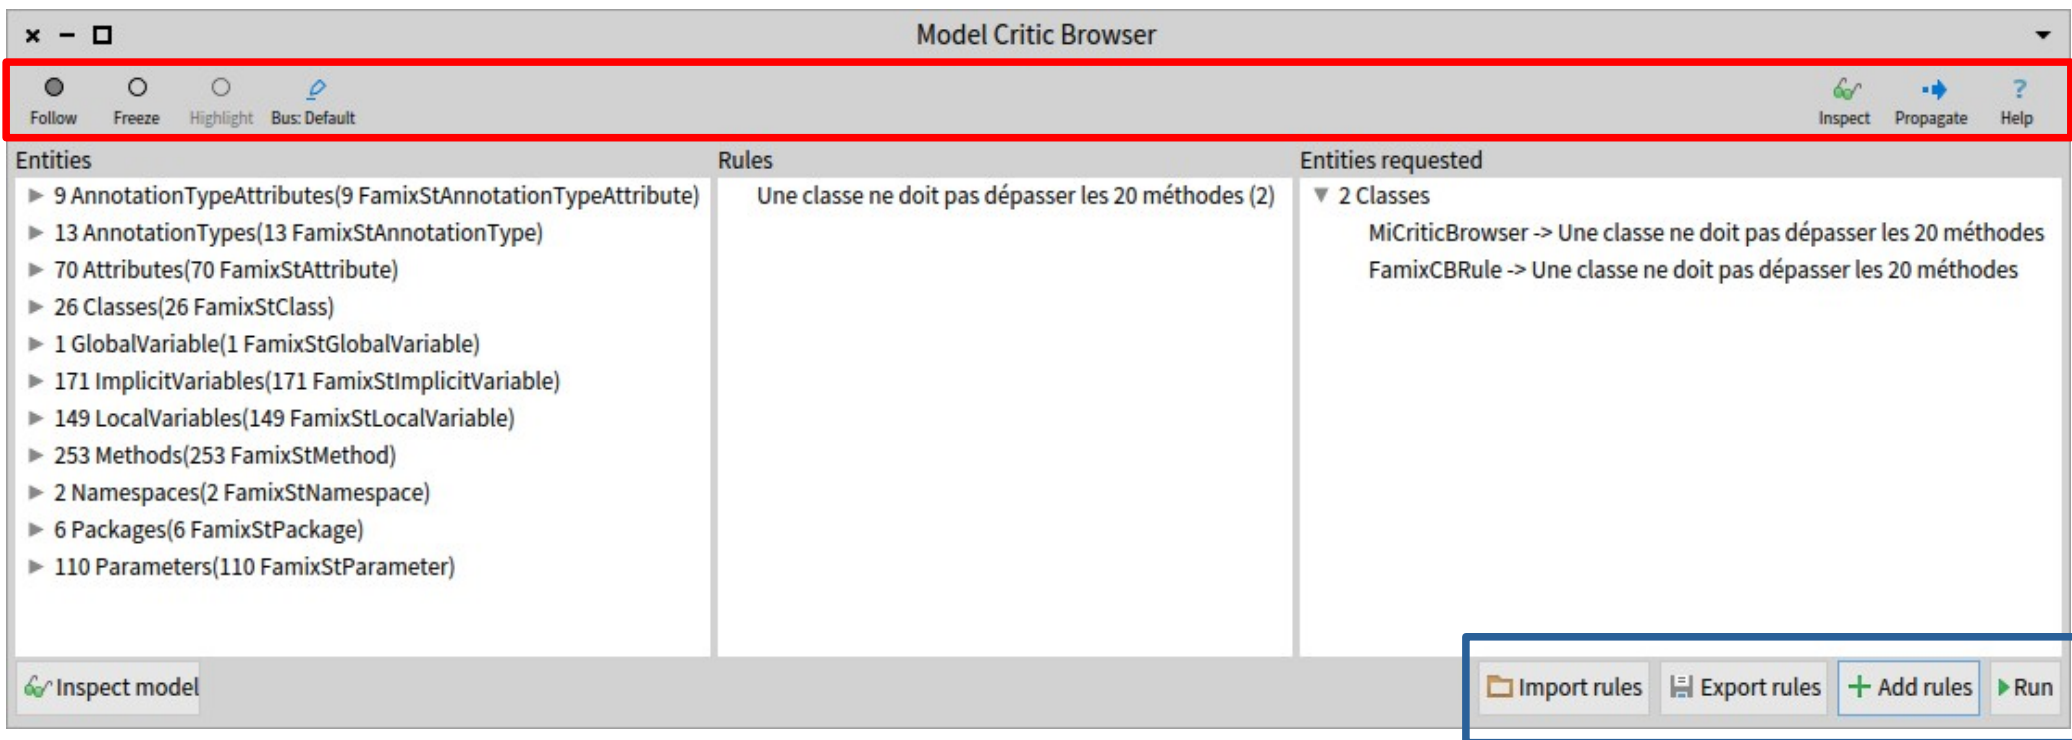 Model Critic Browser
Follow Freeze Highlight Bus: Default Inspect Propagate Help
Entities
9 AnnotationTypeAttributes(9 FamixStAnnotationTypeAttribute)
13 AnnotationTypes(13 FamixStAnnotationType)
70 Attributes(70 FamixStAttribute)
26 Classes(26 FamixStClass)
1 GlobalVariable(1 FamixStGlobalVariable)
171 ImplicitVariables(171 FamixStImplicitVariable)
149 LocalVariables(149 FamixStLocalVariable)
253 Methods(253 FamixStMethod)
2 Namespaces(2 FamixStNamespace)
6 Packages(6 FamixStPackage)
110 Parameters(110 FamixStParameter)
Rules
Une classe ne doit pas dépasser les 20 méthodes (2)
Entities requested
2 Classes
MiCriticBrowser -> Une classe ne doit pas dépasser les 20 méthodes
FamixCBRule -> Une classe ne doit pas dépasser les 20 méthodes
Inspect model Import rules Export rules Add rules Run